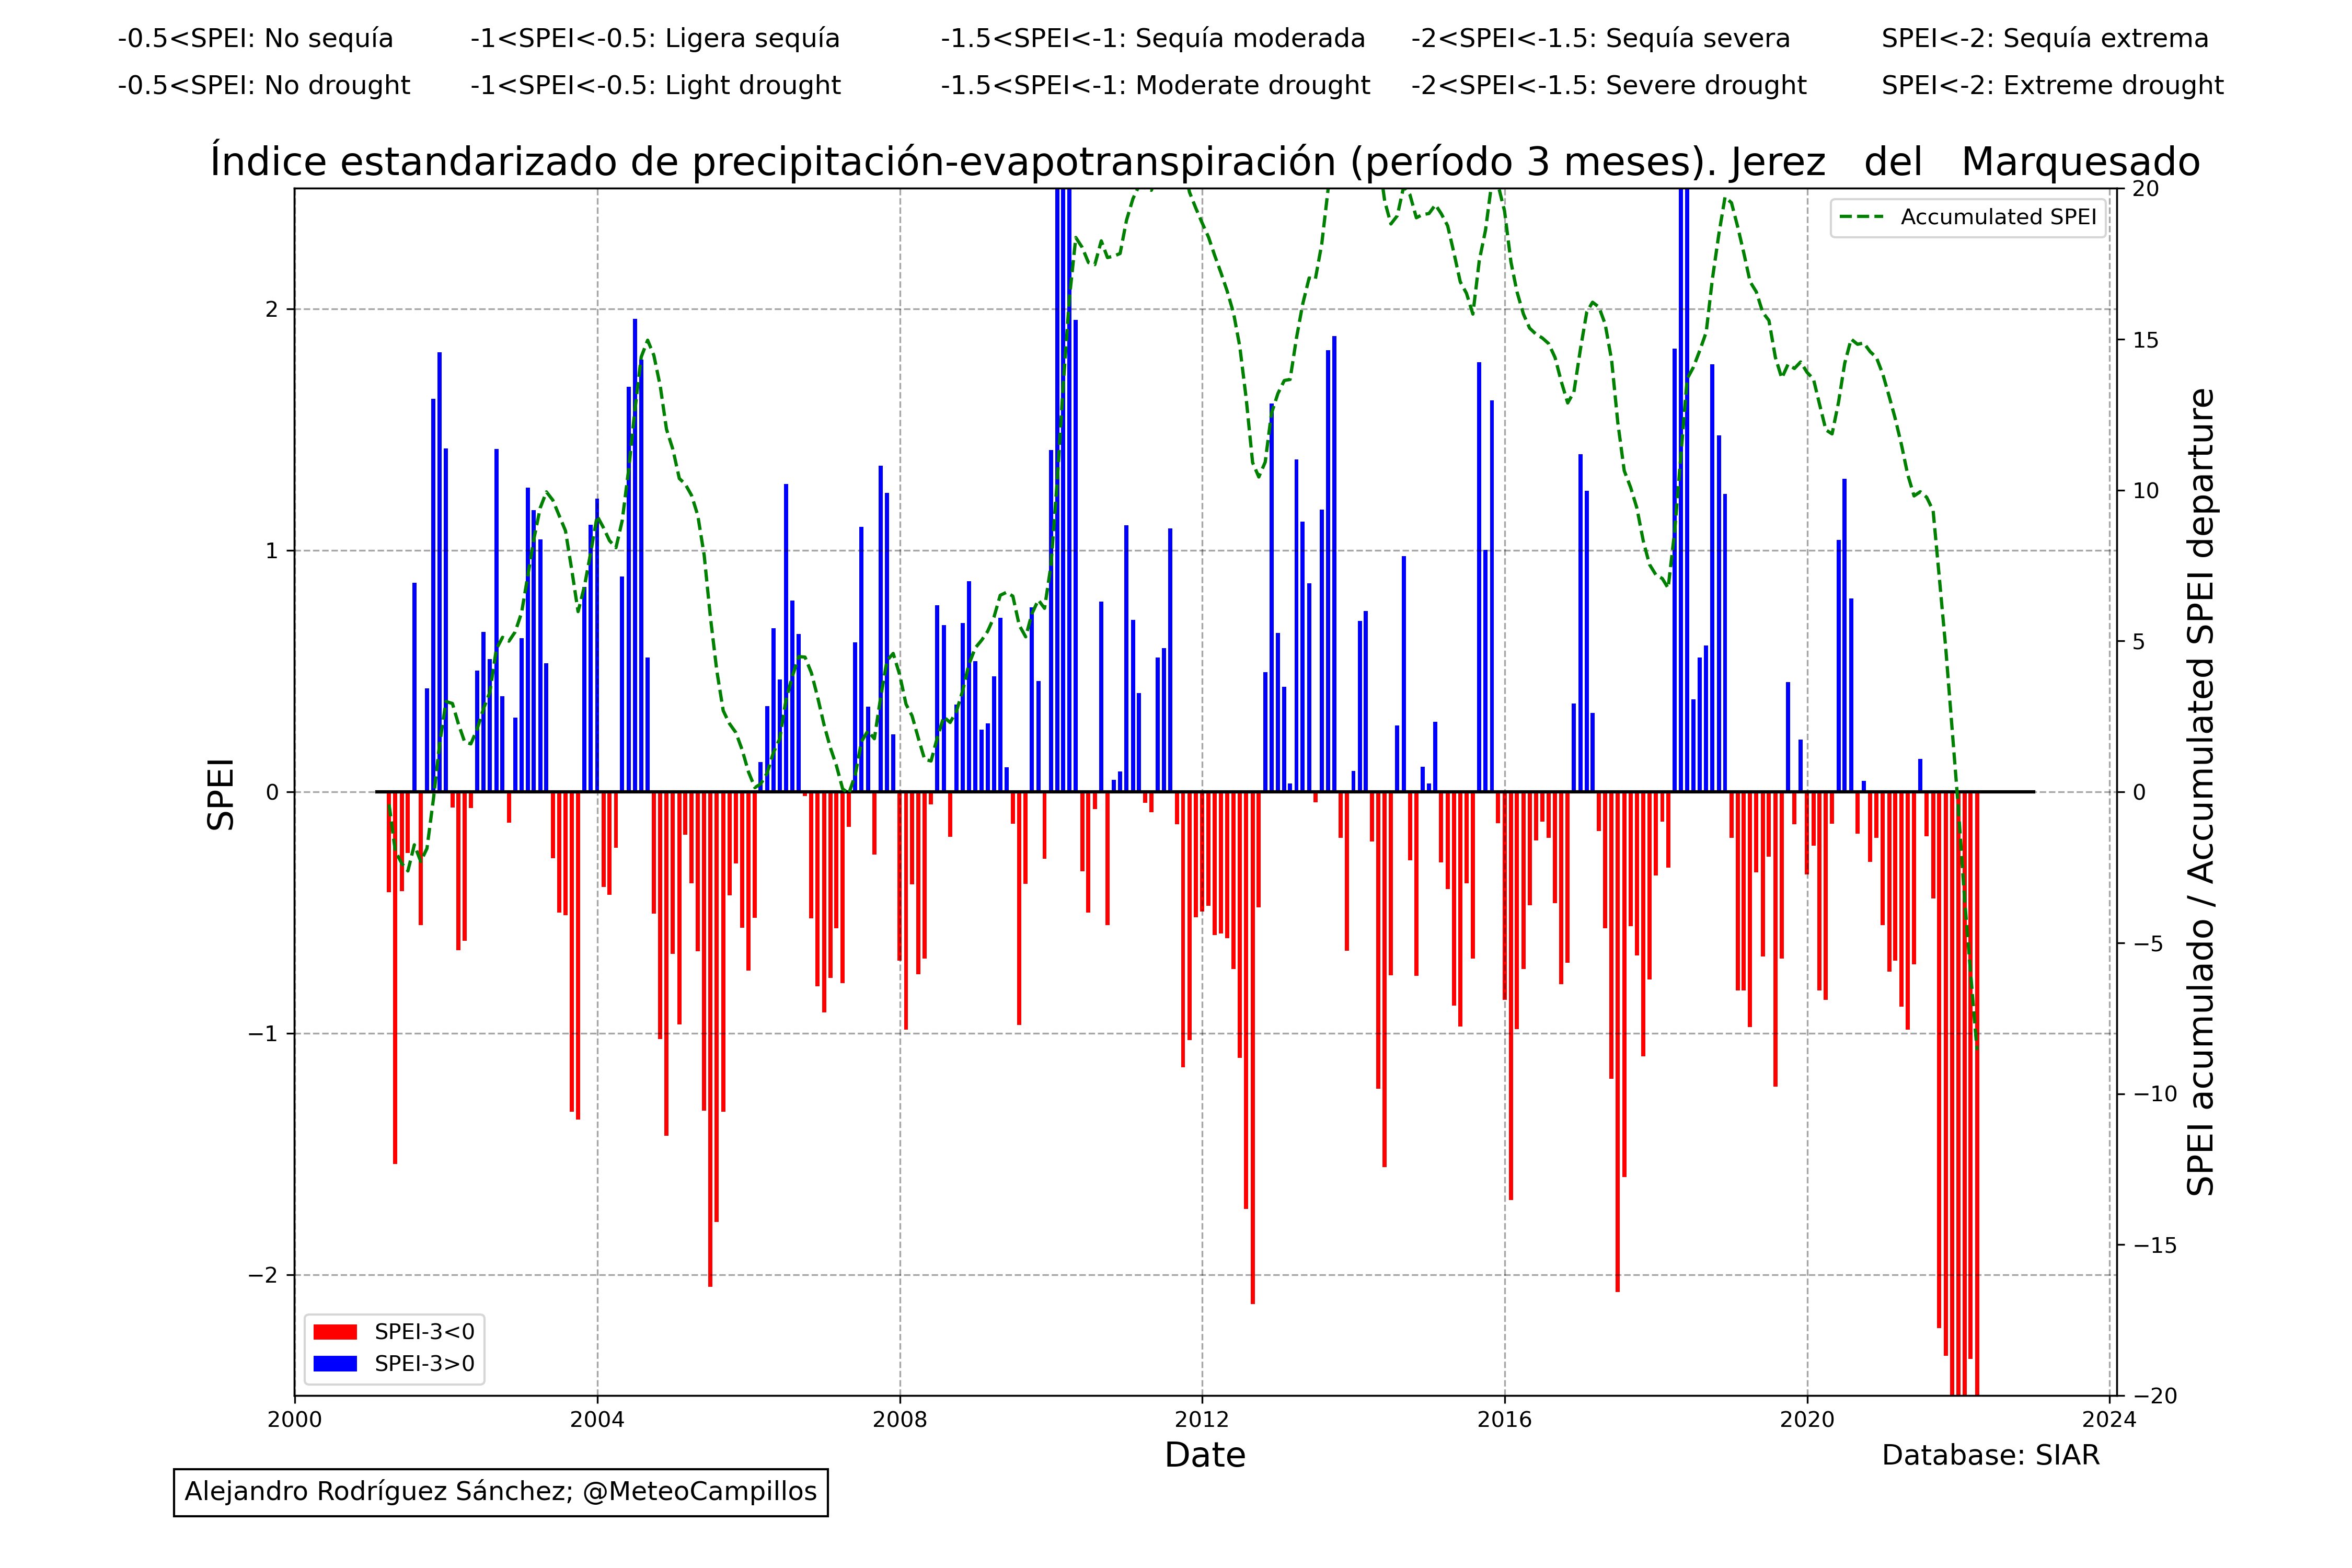 -0.5<SPEI: No sequía -1<SPEI<-0.5: Ligera sequía -1.5<SPEI<-1: Sequía moderada -2<SPEI<-1.5: Sequía severa SPEI<-2: Sequía extrema
-0.5<SPEI: No drought -1<SPEI<-0.5: Light drought -1.5<SPEI<-1: Moderate drought -2<SPEI<-1.5: Severe drought SPEI<-2: Extreme drought
Índice estandarizado de precipitación-evapotranspiración (período 3 meses). Jerez del Marquesado
SPEI
2
1
0
−1
−2
Accumulated SPEI
20
15
10
5
0
−5
−10
−15
−20
SPEI acumulado / Accumulated SPEI departure
SPEI-3<0
SPEI-3>0
2000 2004 2008 2012 2016 2020 2024
Date
Database: SIAR
Alejandro Rodríguez Sánchez; @MeteoCampillos